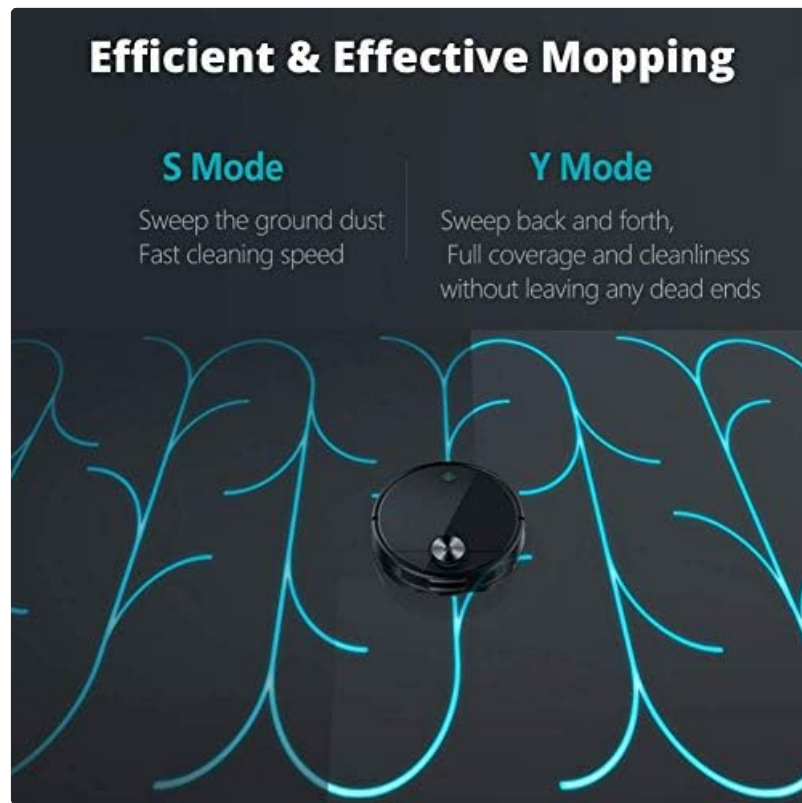 Efficient & Effective Mopping
S Mode
Sweep the ground dust
Fast cleaning speed
Y Mode
Sweep back and forth,
Full coverage and cleanliness
without leaving any dead ends